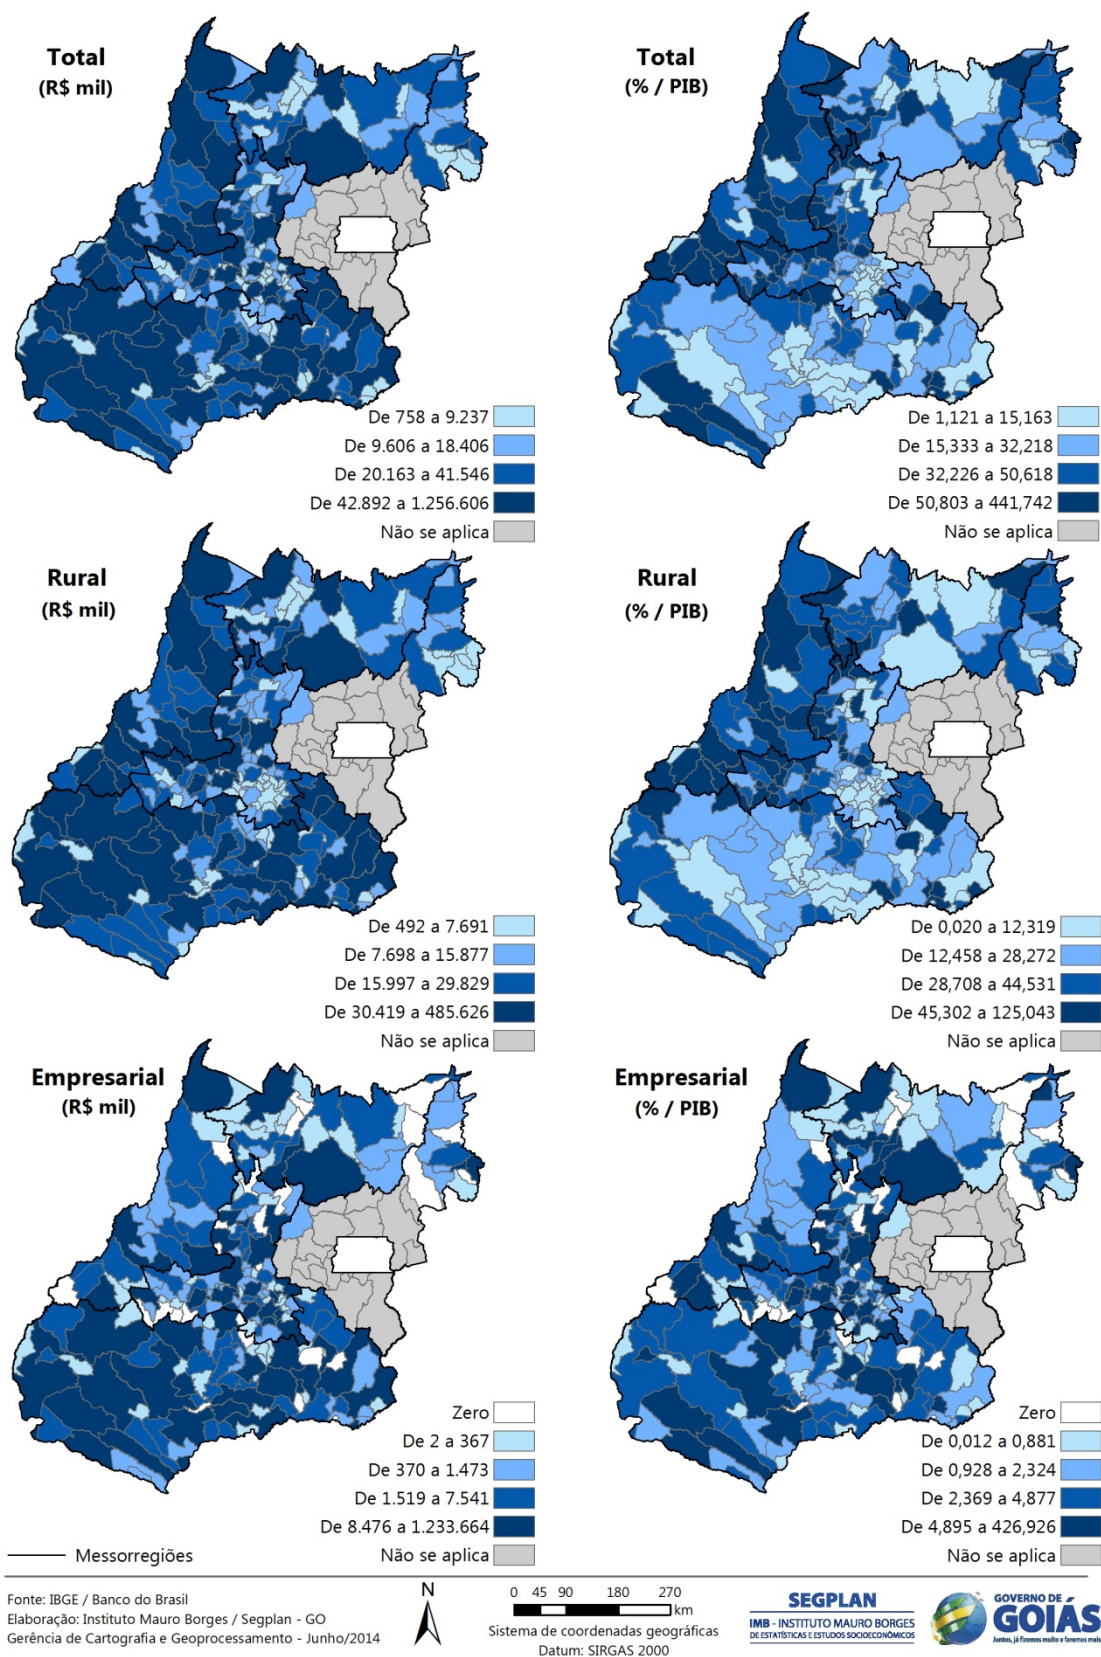 Total
(R$ mil)
De 758 a 9.237
De 9.606 a 18.406
De 20.163 a 41.546
De 42.892 a 1.256.606
Não se aplica
Total
(% / PIB)
De 1,121 a 15,163
De 15,333 a 32,218
De 32,226 a 50,618
De 50,803 a 441,742
Não se aplica
Rural
(R$ mil)
De 492 a 7.691
De 7.698 a 15.877
De 15.997 a 29.829
De 30.419 a 485.626
Não se aplica
Rural
(% / PIB)
De 0,020 a 12,319
De 12,458 a 28,272
De 28,708 a 44,531
De 45,302 a 125,043
Não se aplica
Empresarial
(R$ mil)
Zero
De 2 a 367
De 370 a 1.473
De 1.519 a 7.541
De 8.476 a 1.233.664
Não se aplica
Empresarial
(% / PIB)
Zero
De 0,012 a 0,881
De 0,928 a 2,324
De 2,369 a 4,877
De 4,895 a 426,926
Não se aplica
Messorregiões
Fonte: IBGE / Banco do Brasil
Elaboração: Instituto Mauro Borges / Segplan - GO
Gerência de Cartografia e Geoprocessamento - Junho/2014
N
0 45 90 180 270
km
Sistema de coordenadas geográficas
Datum: SIRGAS 2000
SEGPLAN
IMB - INSTITUTO MAURO BORGES
DE ESTATÍSTICAS E ESTUDOS SOCIOECONÔMICOS
GOVERNO DE
GOIÁS
Juntos, já fizemos muito e faremos mais